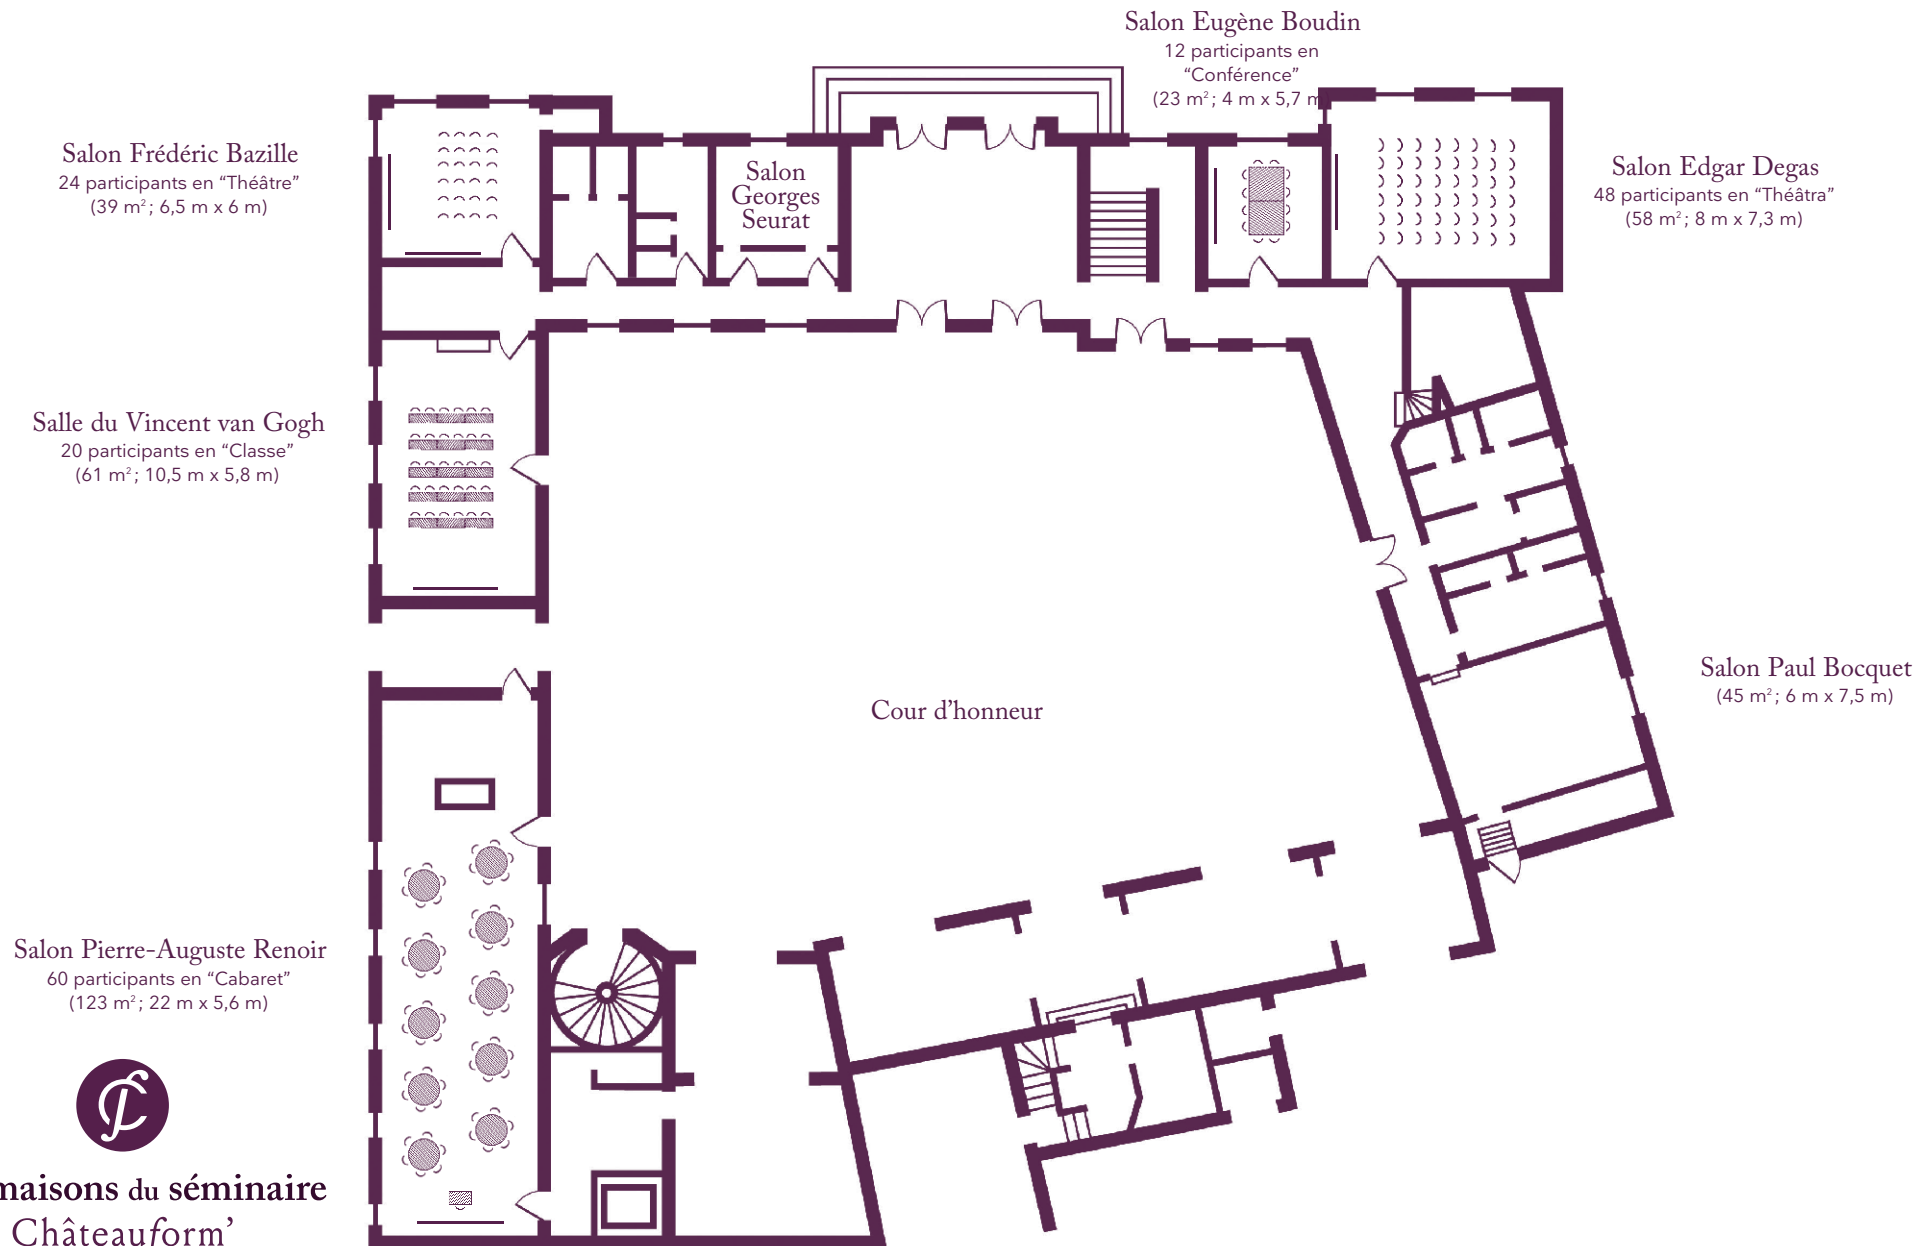 Salon Eugène Boudin
12 participants en
“Conférence”
(23 m²; 4 m x 5,7 m
Salon Frédéric Bazille
24 participants en “Théâtre”
(39 m²; 6,5 m x 6 m)
Salon
Georges
Seurat
Salon Edgar Degas
48 participants en “Théâtra”
(58 m²; 8 m x 7,3 m)
Salle du Vincent van Gogh
20 participants en “Classe”
(61 m²; 10,5 m x 5,8 m)
Salon Paul Bocquet
(45 m²; 6 m x 7,5 m)
Cour d’honneur
Salon Pierre-Auguste Renoir
60 participants en “Cabaret”
(123 m²; 22 m x 5,6 m)
maisons du séminaire
Châteauform’